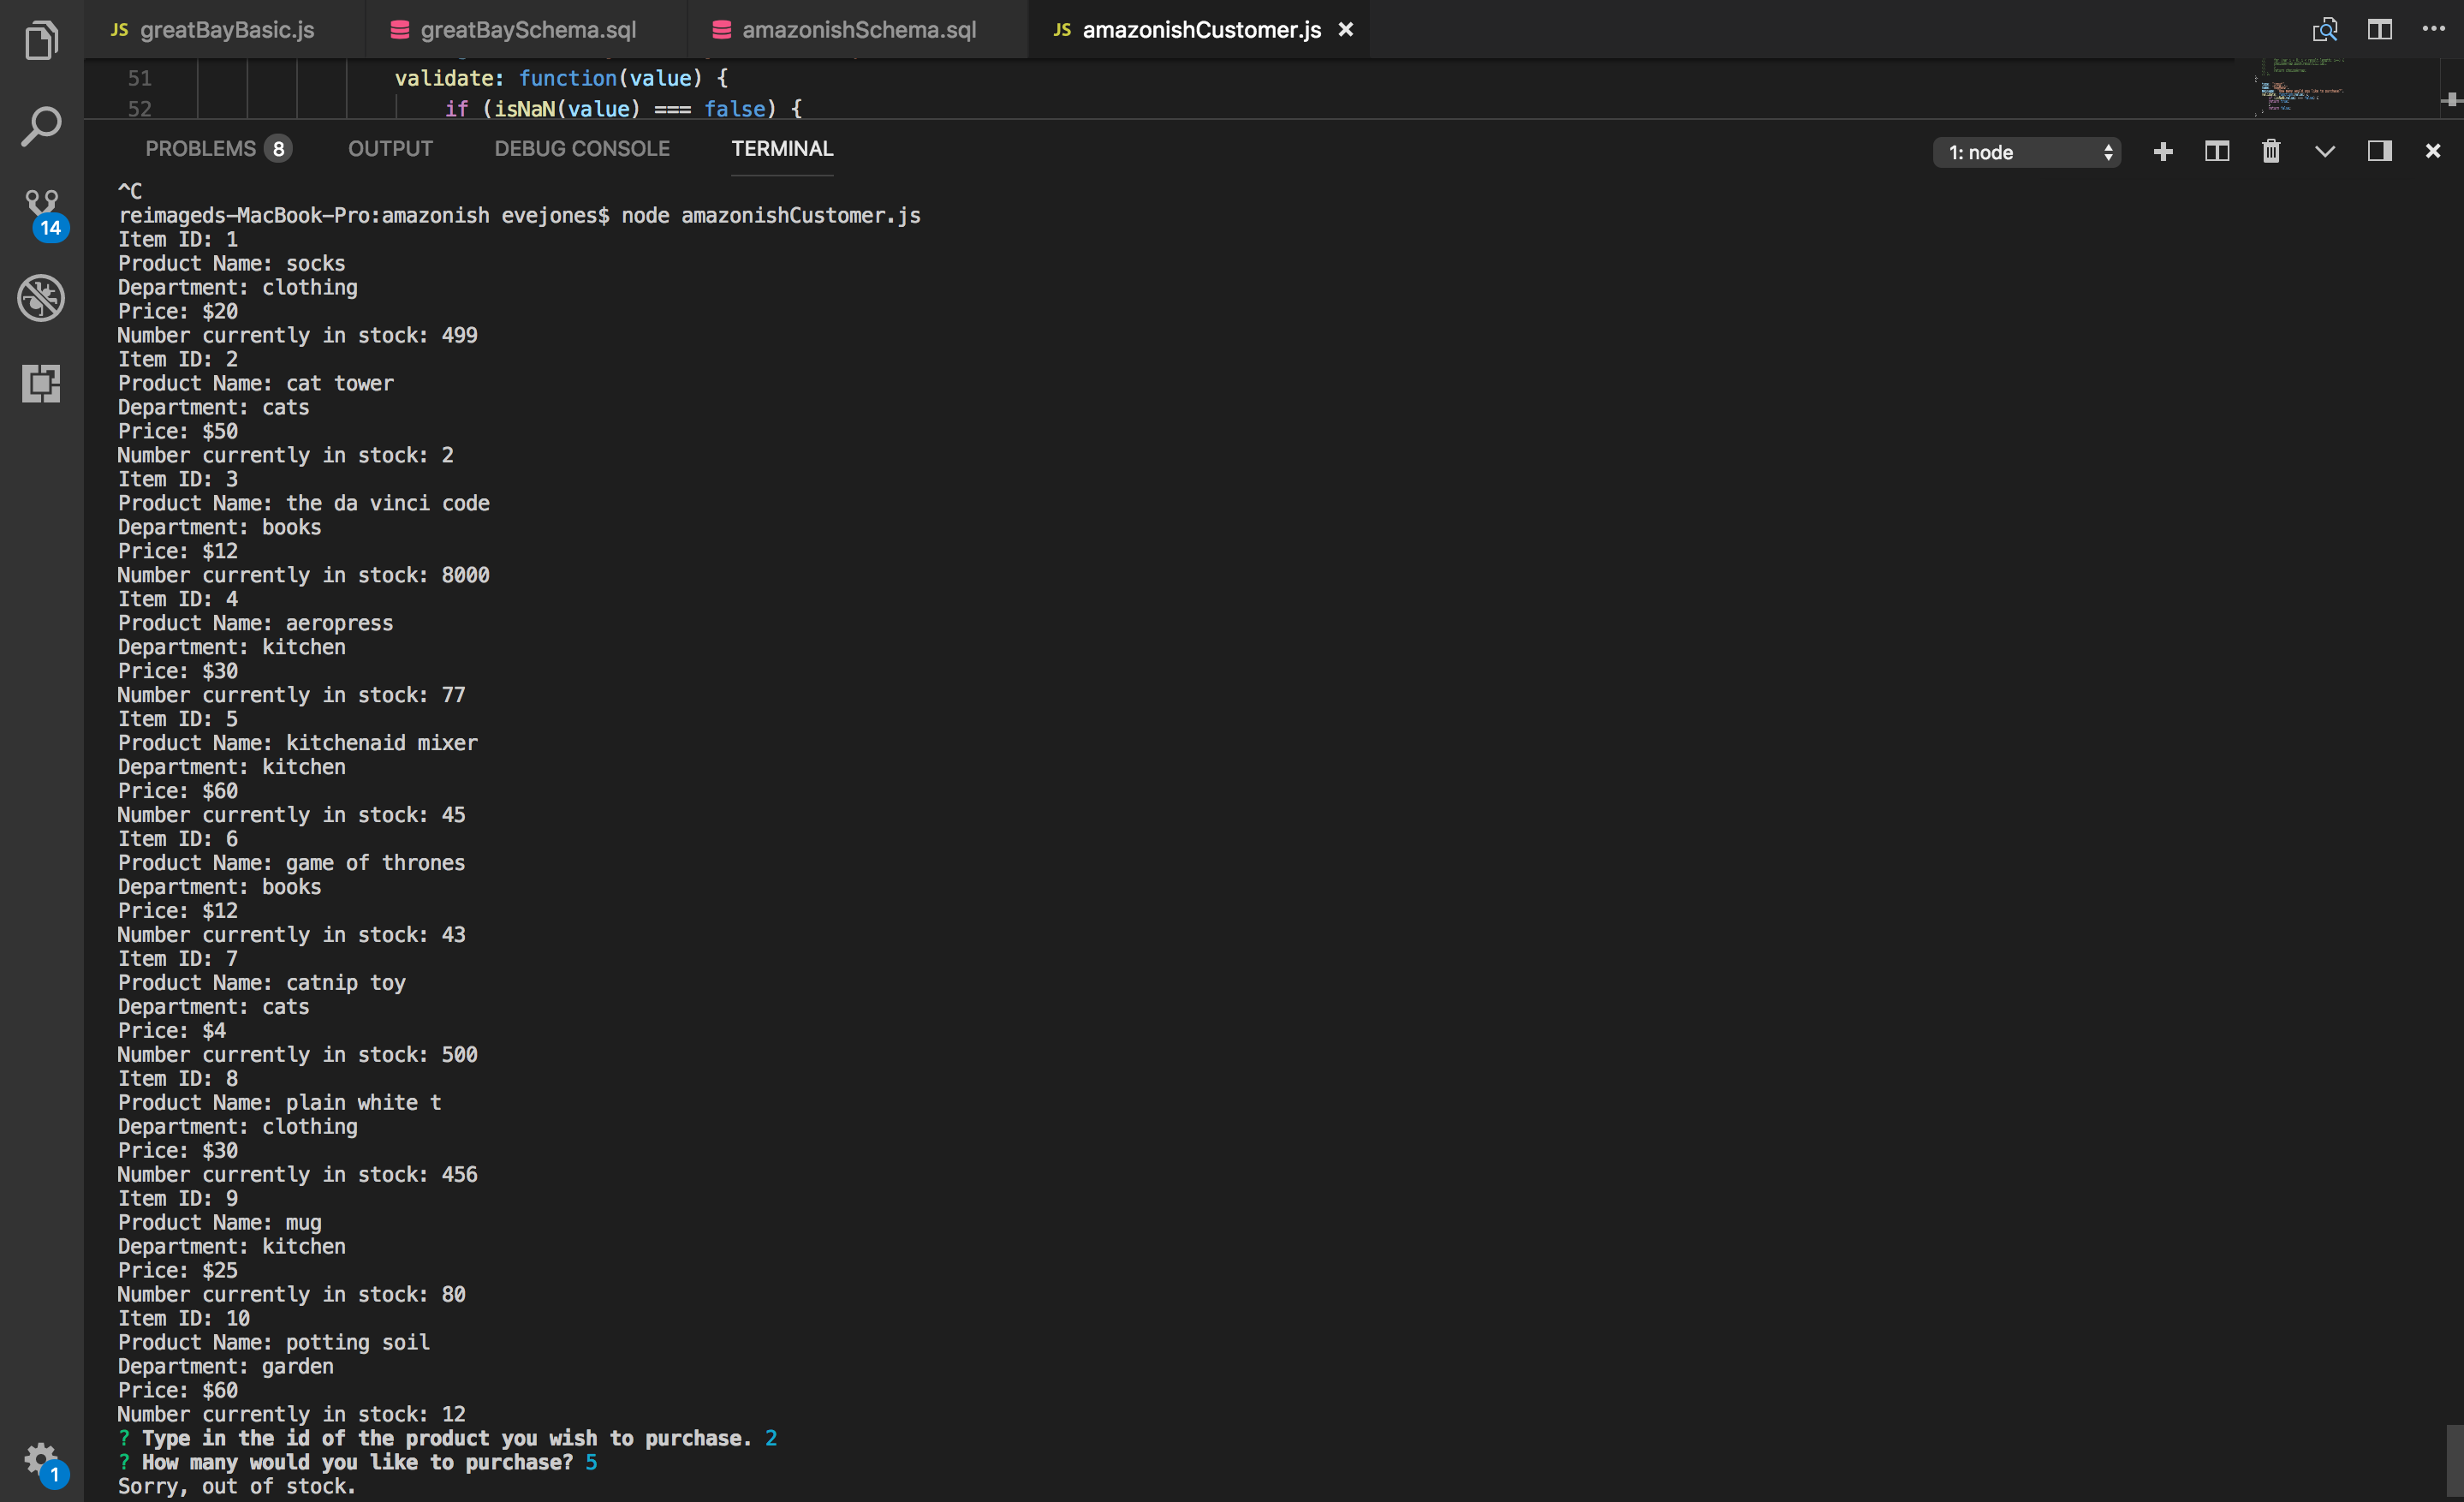 JS greatBayBasic.js greatBaySchema.sql amazonishSchema.sql JS amazonishCustomer.js
51 validate: function(value) {
52 if (isNaN(value) === false) {
PROBLEMS 8 OUTPUT DEBUG CONSOLE TERMINAL 1: node
14
1
^C
reimageds-MacBook-Pro:amazonish evejones$ node amazonishCustomer.js
Item ID: 1
Product Name: socks
Department: clothing
Price: $20
Number currently in stock: 499
Item ID: 2
Product Name: cat tower
Department: cats
Price: $50
Number currently in stock: 2
Item ID: 3
Product Name: the da vinci code
Department: books
Price: $12
Number currently in stock: 8000
Item ID: 4
Product Name: aeropress
Department: kitchen
Price: $30
Number currently in stock: 77
Item ID: 5
Product Name: kitchenaid mixer
Department: kitchen
Price: $60
Number currently in stock: 45
Item ID: 6
Product Name: game of thrones
Department: books
Price: $12
Number currently in stock: 43
Item ID: 7
Product Name: catnip toy
Department: cats
Price: $4
Number currently in stock: 500
Item ID: 8
Product Name: plain white t
Department: clothing
Price: $30
Number currently in stock: 456
Item ID: 9
Product Name: mug
Department: kitchen
Price: $25
Number currently in stock: 80
Item ID: 10
Product Name: potting soil
Department: garden
Price: $60
Number currently in stock: 12
? Type in the id of the product you wish to purchase. 2
? How many would you like to purchase? 5
Sorry, out of stock.